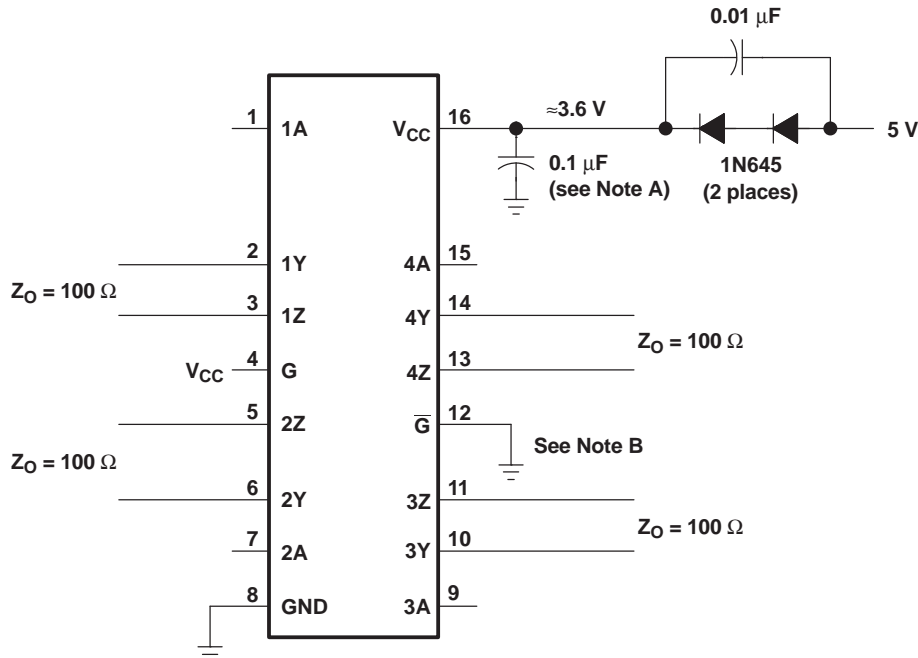 0.01 µF
1
1A
VCC
16
≈3.6 V
5 V
0.1 µF
(see Note A)
1N645
(2 places)
2
1Y
4A
15
ZO = 100 Ω
3
1Z
4Y
14
ZO = 100 Ω
VCC
4
G
4Z
13
5
2Z
G̅
12
See Note B
ZO = 100 Ω
6
2Y
3Z
11
ZO = 100 Ω
7
2A
3Y
10
8
GND
3A
9